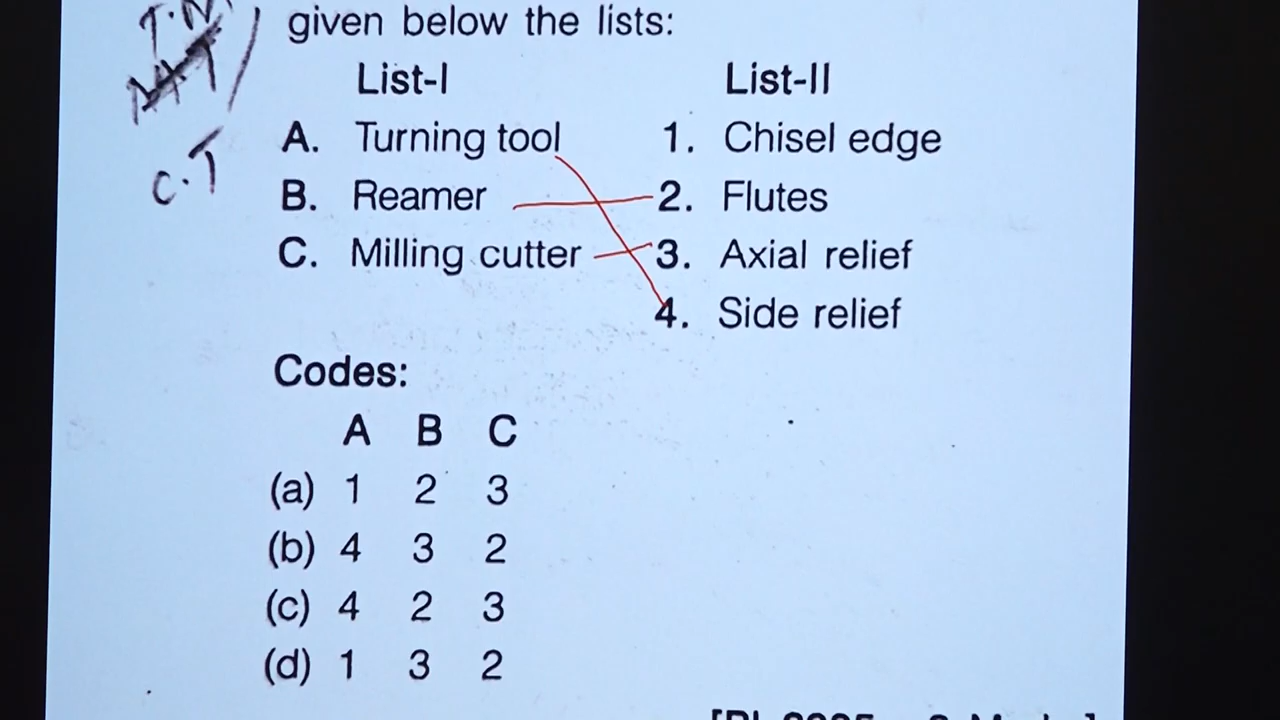 T.N
given below the lists:
List-I List-II
A. Turning tool 1. Chisel edge
C.T
B. Reamer 2. Flutes
C. Milling cutter 3. Axial relief
4. Side relief
Codes:
A B C
(a) 1 2 3
(b) 4 3 2
(c) 4 2 3
(d) 1 3 2